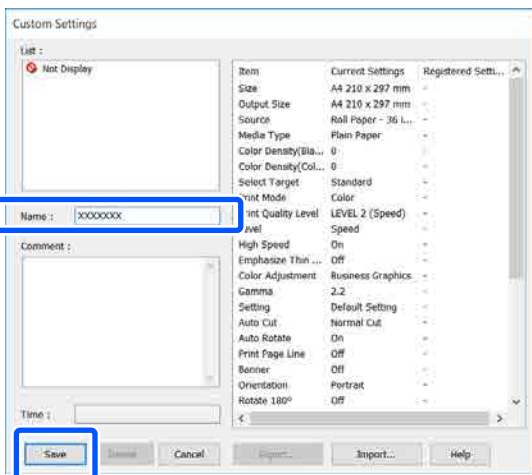 Custom Settings
List :
Not Display
Item Current Settings Registered Setti...
Size A4 210 x 297 mm -
Output Size A4 210 x 297 mm -
Source Roll Paper - 36 i... -
Media Type Plain Paper -
Color Density(Bla... 0 -
Color Density(Col... 0 -
Select Target Standard -
Print Mode Color -
Name : XXXXXXX Print Quality Level LEVEL 2 (Speed) -
Level Speed -
Comment : High Speed On -
Emphasize Thin ... Off -
Color Adjustment Business Graphics -
Gamma 2.2 -
Setting Default Setting -
Auto Cut Normal Cut -
Auto Rotate On -
Print Page Line Off -
Banner Off -
Orientation Portrait -
Rotate 180° Off -
Time :
Save Delete Cancel Export... Import... Help